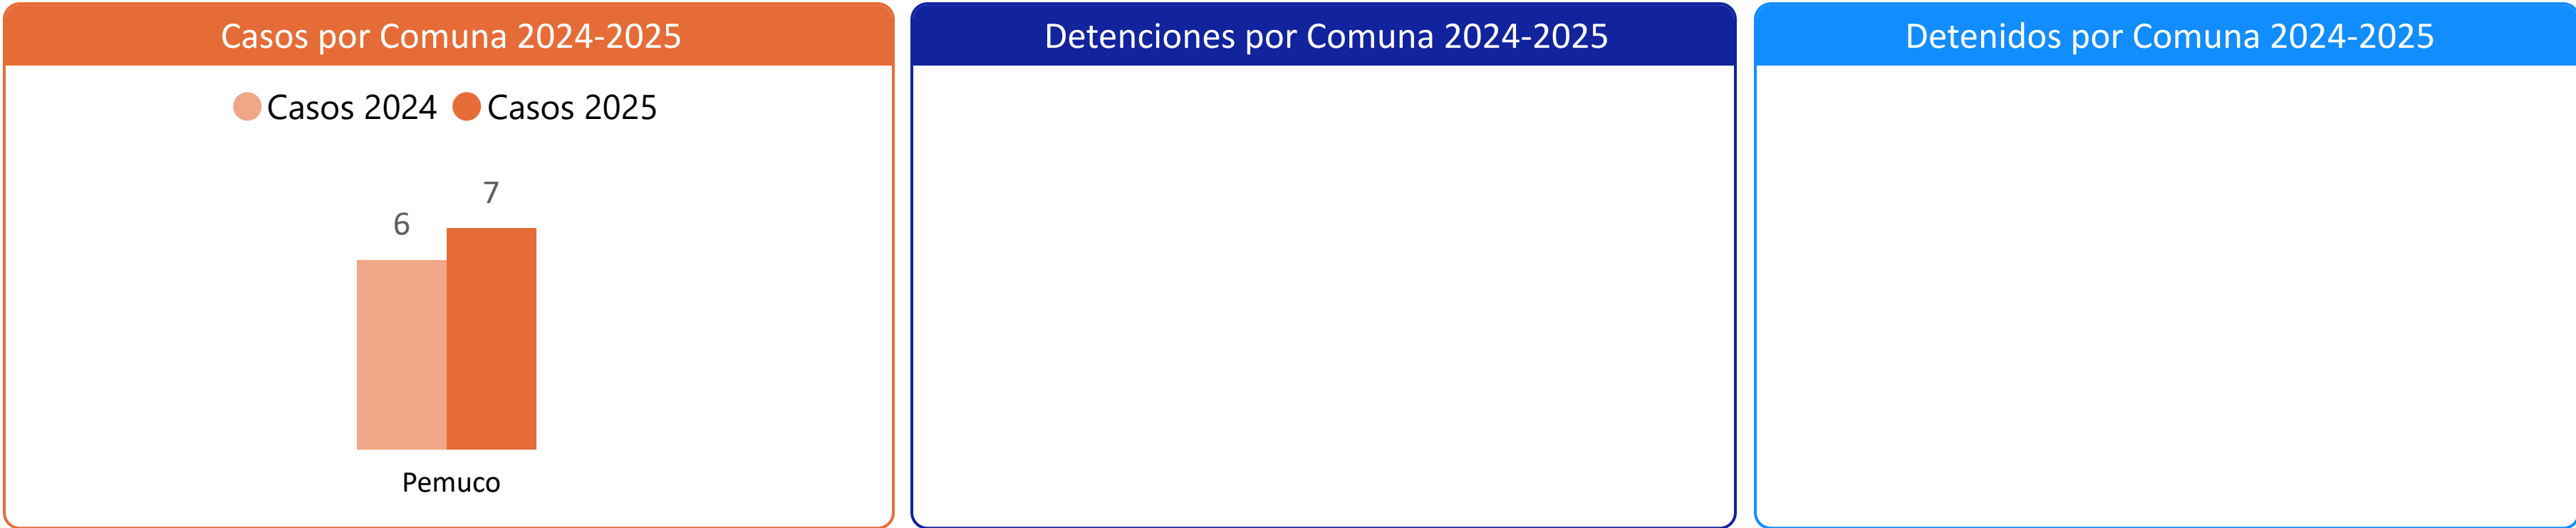 Casos por Comuna 2024-2025
Casos 2024 Casos 2025
6
7
Pemuco
Detenciones por Comuna 2024-2025
Detenidos por Comuna 2024-2025